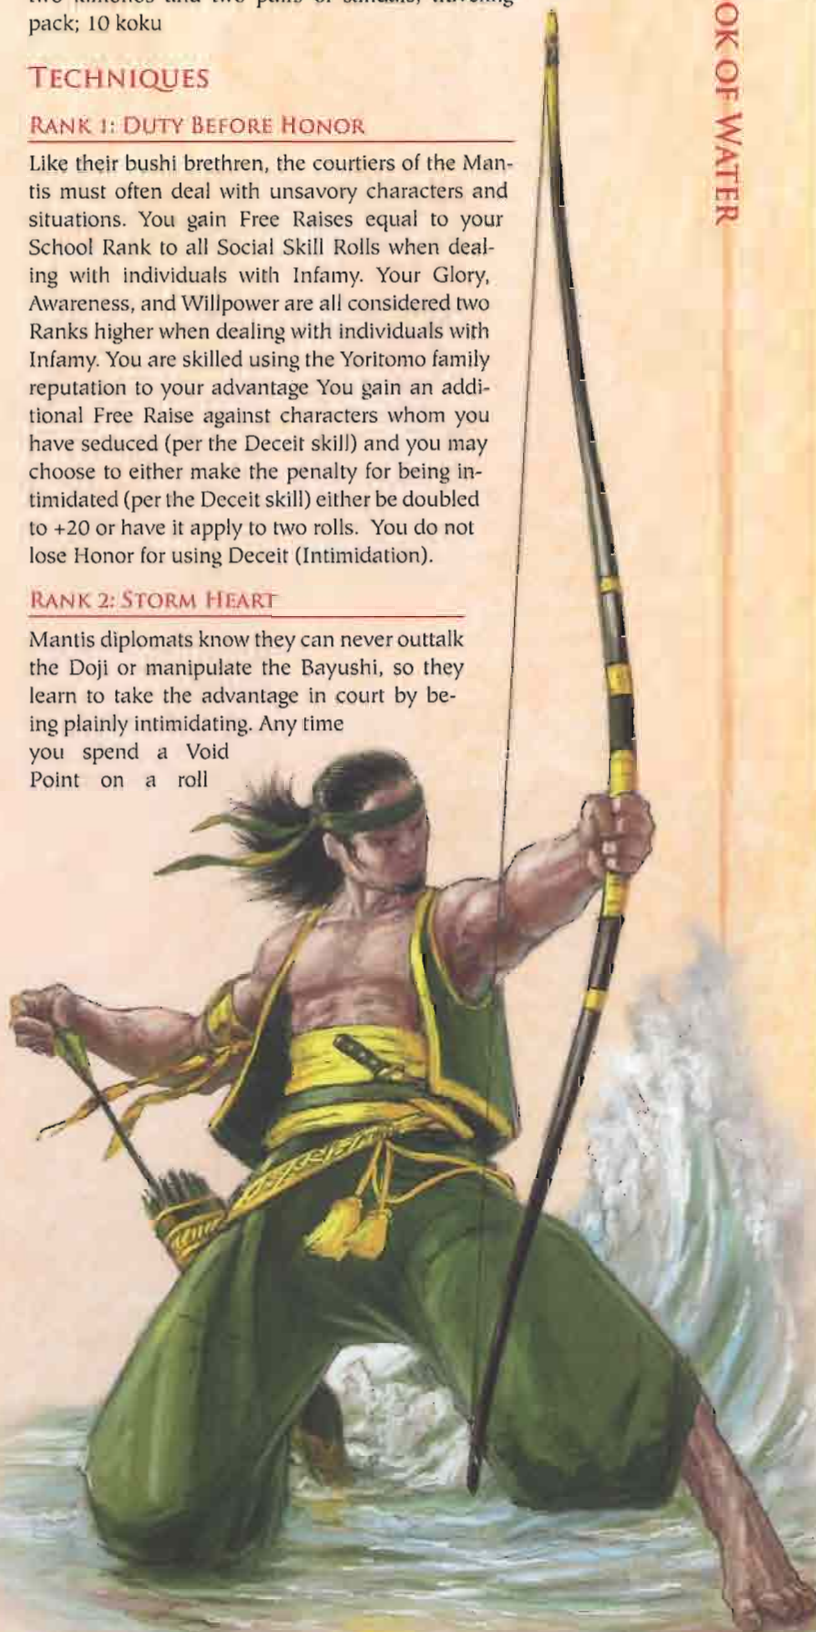 pack; 10 koku
TECHNIQUES
RANK 1: DUTY BEFORE HONOR
Like their bushi brethren, the courtiers of the Man-
tis must often deal with unsavory characters and
situations. You gain Free Raises equal to your
School Rank to all Social Skill Rolls when deal-
ing with individuals with Infamy. Your Glory,
Awareness, and Willpower are all considered two
Ranks higher when dealing with individuals with
Infamy. You are skilled using the Yoritomo family
reputation to your advantage You gain an addi-
tional Free Raise against characters whom you
have seduced (per the Deceit skill) and you may
choose to either make the penalty for being in-
timidated (per the Deceit skill) either be doubled
to +20 or have it apply to two rolls. You do not
lose Honor for using Deceit (Intimidation).
RANK 2: STORM HEART
Mantis diplomats know they can never outtalk
the Doji or manipulate the Bayushi, so they
learn to take the advantage in court by be-
ing plainly intimidating. Any time
you spend a Void
Point on a roll
OK OF WATER